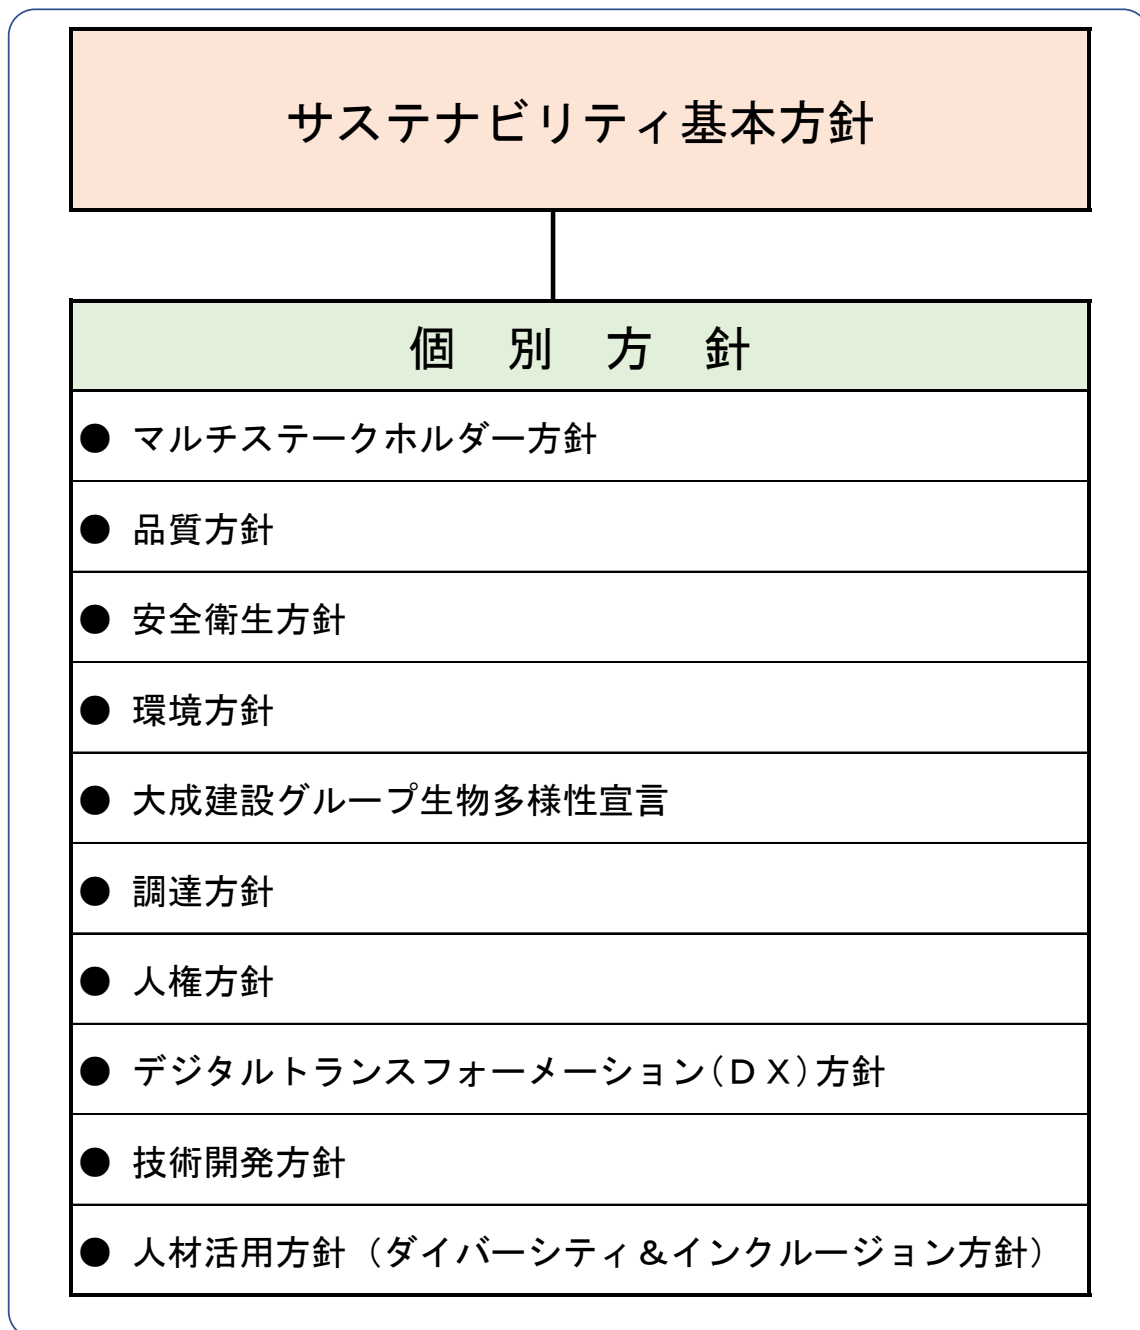 サステナビリティ基本方針
個 別 方 針
● マルチステークホルダー方針
● 品質方針
● 安全衛生方針
● 環境方針
● 大成建設グループ生物多様性宣言
● 調達方針
● 人権方針
● デジタルトランスフォーメーション(ＤＸ)方針
● 技術開発方針
● 人材活用方針（ダイバーシティ＆インクルージョン方針）